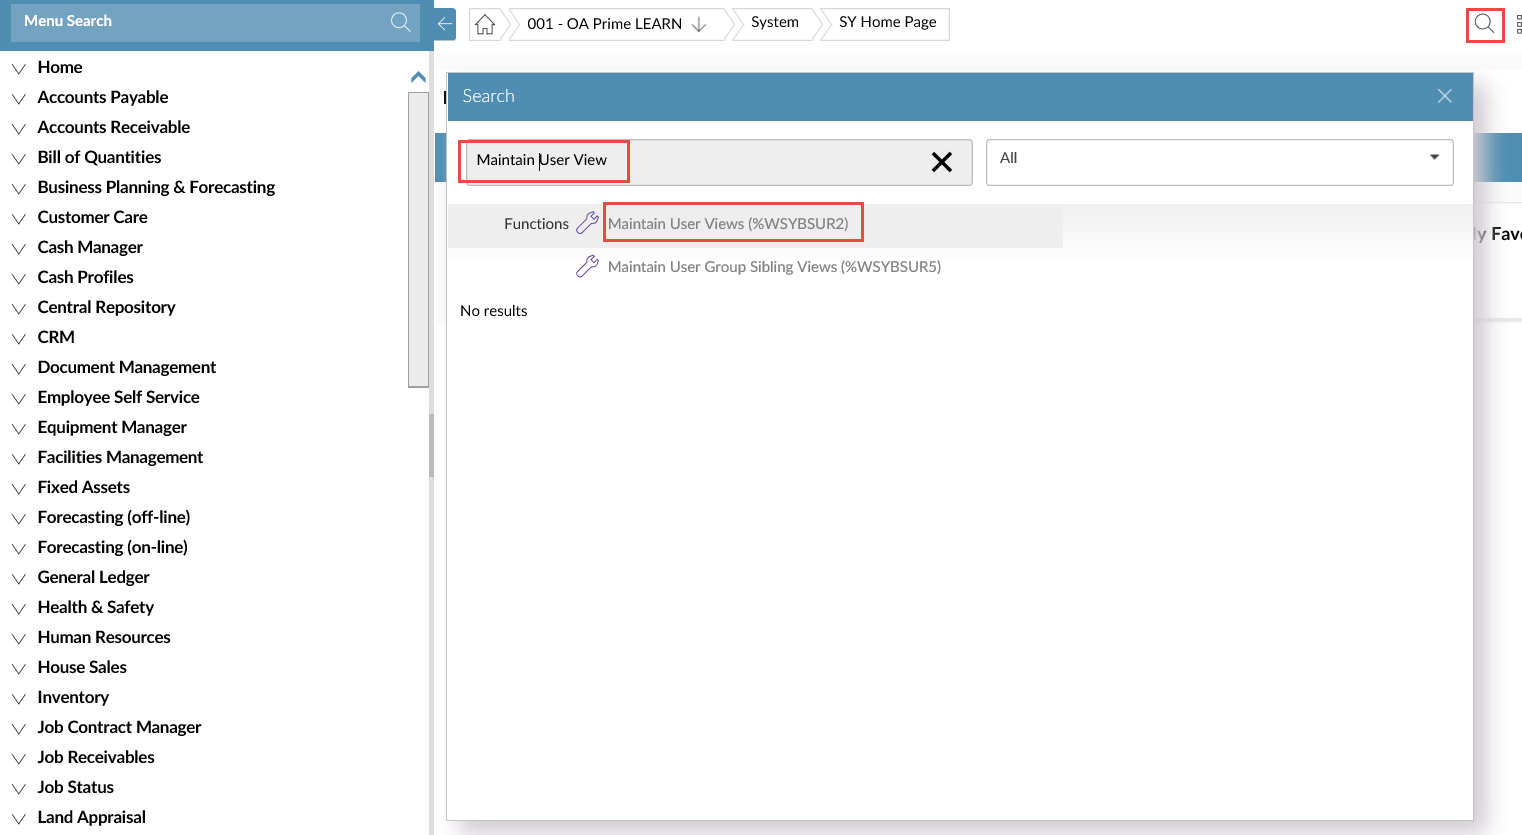 Menu Search
Home
Accounts Payable
Accounts Receivable
Bill of Quantities
Business Planning & Forecasting
Customer Care
Cash Manager
Cash Profiles
Central Repository
CRM
Document Management
Employee Self Service
Equipment Manager
Facilities Management
Fixed Assets
Forecasting (off-line)
Forecasting (on-line)
General Ledger
Health & Safety
Human Resources
House Sales
Inventory
Job Contract Manager
Job Receivables
Job Status
Land Appraisal
001 - OA Prime LEARN
System
SY Home Page
Search
Maintain User View
All
Functions Maintain User Views (%WSYBSUR2)
Maintain User Group Sibling Views (%WSYBSUR5)
No results